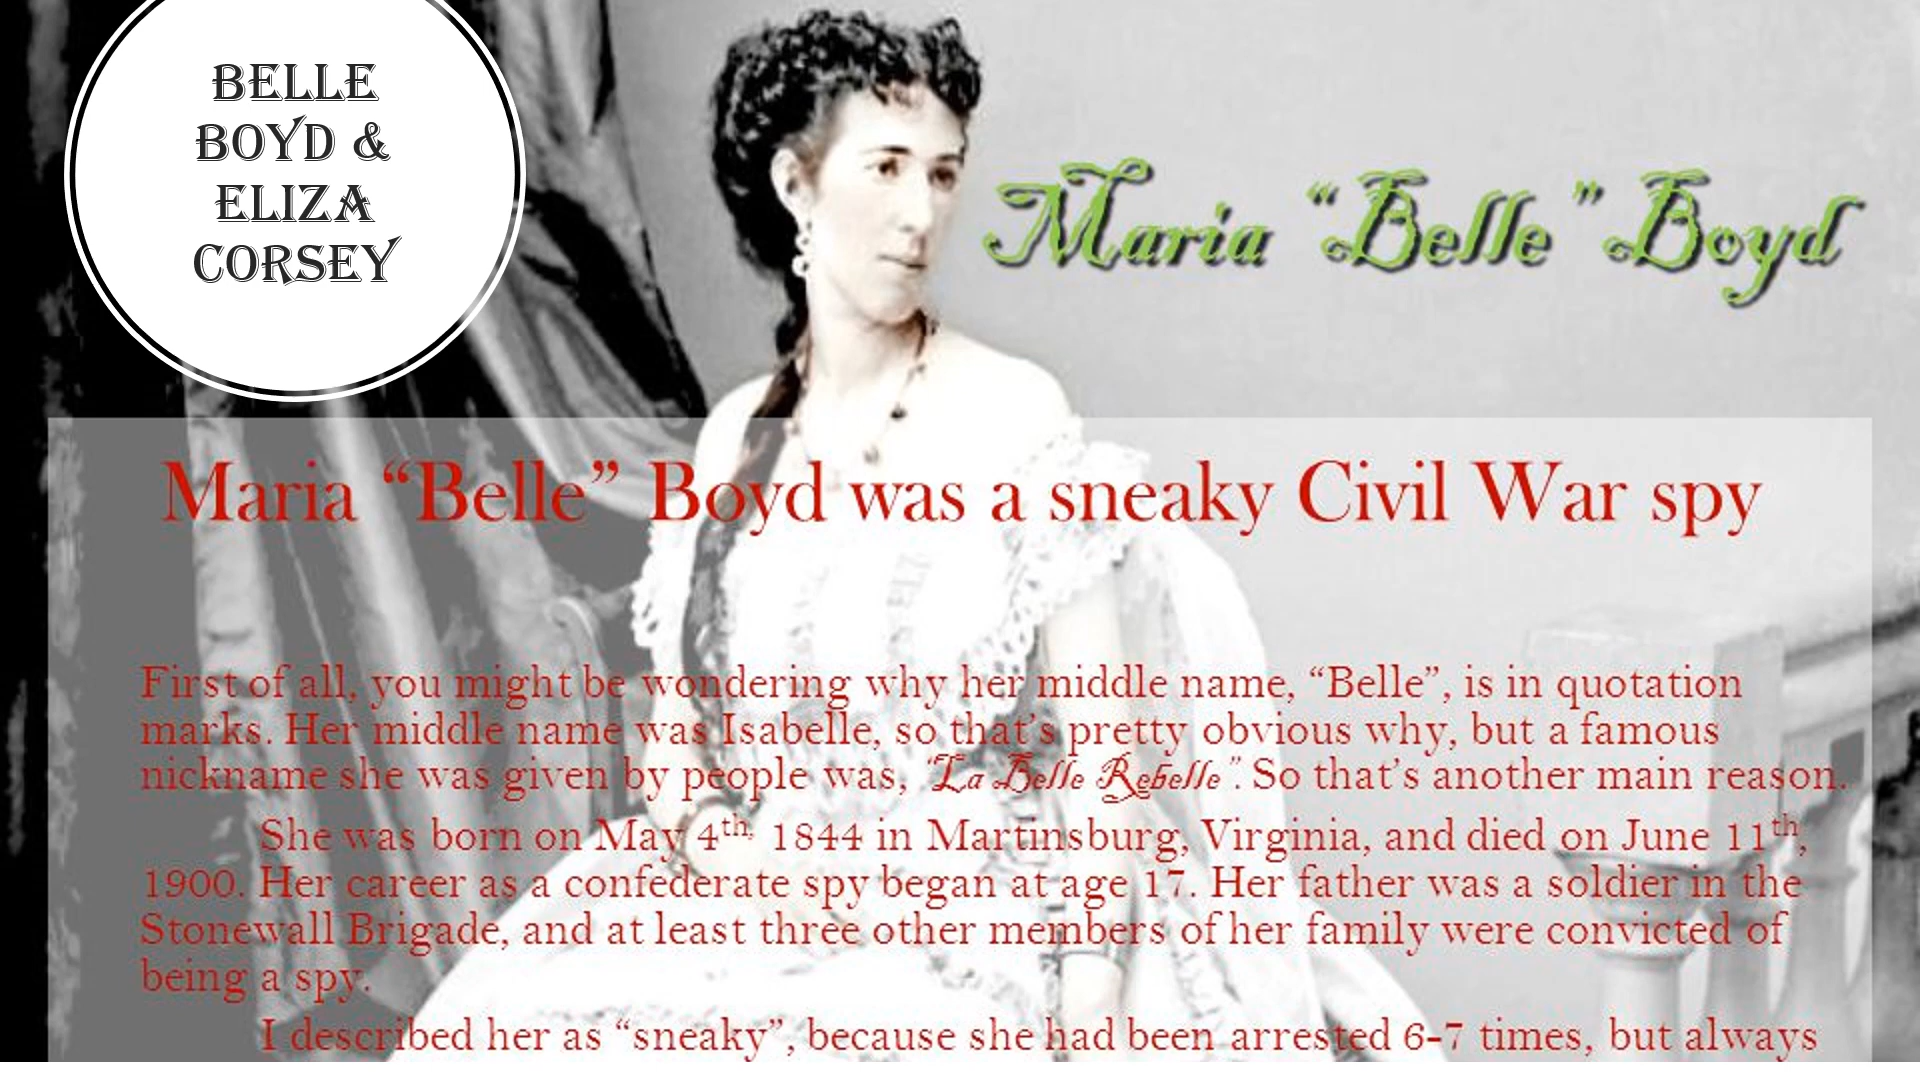 BELLE
BOYD &
ELIZA
CORSEY
Maria “Belle” Boyd
Maria “Belle” Boyd was a sneaky Civil War spy
First of all, you might be wondering why her middle name, “Belle”, is in quotation
marks. Her middle name was Isabelle, so that’s pretty obvious why, but a famous
nickname she was given by people was, “La Belle Rebelle”. So that’s another main reason.
She was born on May 4th, 1844 in Martinsburg, Virginia, and died on June 11th,
1900. Her career as a confederate spy began at age 17. Her father was a soldier in the
Stonewall Brigade, and at least three other members of her family were convicted of
being a spy.
I described her as “sneaky”, because she had been arrested 6-7 times, but always